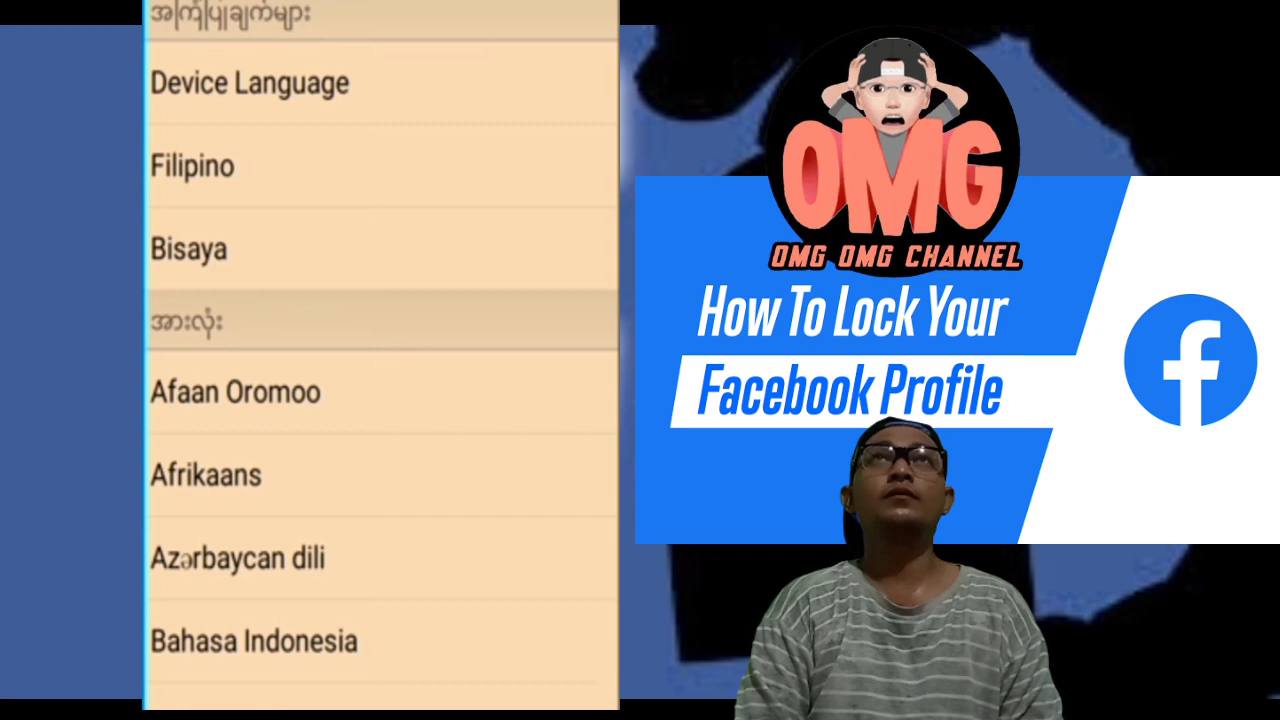 အကြံပြုချက်များ
Device Language
Filipino
Bisaya
အားလုံး
Afaan Oromoo
Afrikaans
Azərbaycan dili
Bahasa Indonesia
OMG
OMG OMG CHANNEL
How To Lock Your
Facebook Profile
f